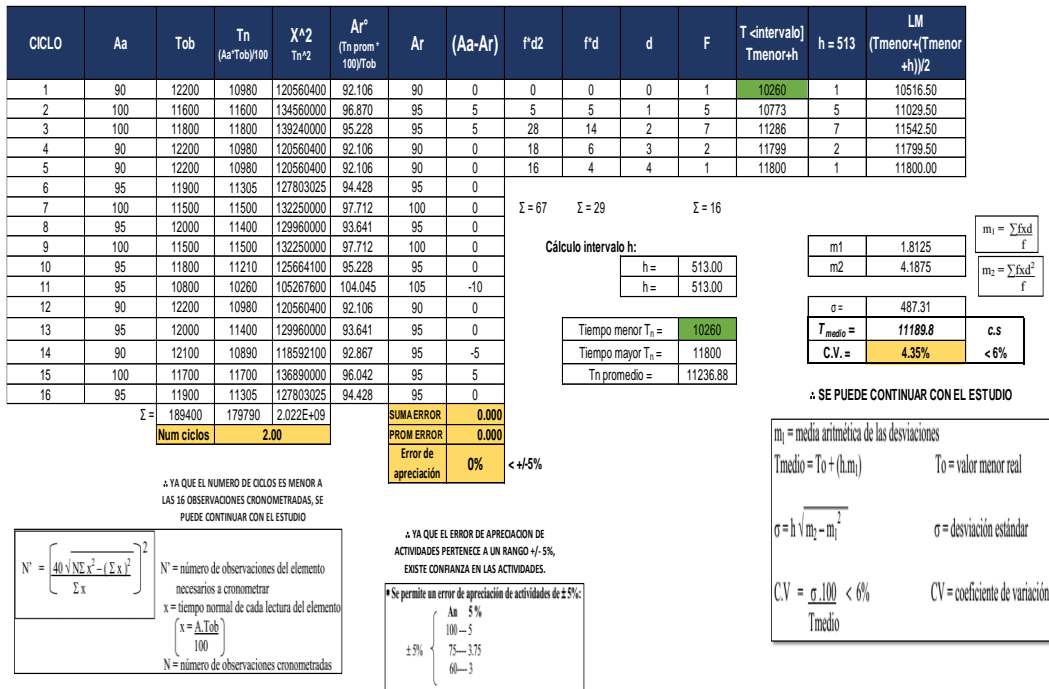 CICLO Aa Tob Tn (Aa*Tob)/100 X^2 Tn^2 Ar° (Tn prom * 100)/Tob Ar (Aa-Ar) f*d2 f*d d F T <intervalo] Tmenor+h h = 513 LM (Tmenor+(Tmenor +h))/2
1 90 12200 10980 120560400 92.106 90 0 0 0 0 1 10260 1 10516.50
2 100 11600 11600 134560000 96.870 95 5 5 5 1 5 10773 5 11029.50
3 100 11800 11800 139240000 95.228 95 5 28 14 2 7 11286 7 11542.50
4 90 12200 10980 120560400 92.106 90 0 18 6 3 2 11799 2 11799.50
5 90 12200 10980 120560400 92.106 90 0 16 4 4 1 11800 1 11800.00
6 95 11900 11305 127803025 94.428 95 0
7 100 11500 11500 132250000 97.712 100 0 Σ = 67 Σ = 29 Σ = 16
8 95 12000 11400 129960000 93.641 95 0
9 100 11500 11500 132250000 97.712 100 0 Cálculo intervalo h: m1 1.8125
10 95 11800 11210 125664100 95.228 95 0 h = 513.00 m2 4.1875
11 95 10800 10260 105267600 104.045 105 -10 h = 513.00
12 90 12200 10980 120560400 92.106 90 0 σ = 487.31
13 95 12000 11400 129960000 93.641 95 0 Tiempo menor Tn = 10260 Tmedio = 11189.8 c.s
14 90 12100 10890 118592100 92.867 95 -5 Tiempo mayor Tn = 11800 C.V. = 4.35% < 6%
15 100 11700 11700 136890000 96.042 95 5 Tn promedio = 11236.88
16 95 11900 11305 127803025 94.428 95 0
Σ = 189400 179790 2.022E+09 SUMA ERROR 0.000
Num ciclos 2.00 PROM ERROR 0.000
Error de apreciación 0% < +/-5%
m₁ = ∑fxd
f
m₂ = ∑fxd²
f
∴ SE PUEDE CONTINUAR CON EL ESTUDIO
∴ YA QUE EL NUMERO DE CICLOS ES MENOR A
LAS 16 OBSERVACIONES CRONOMETRADAS, SE
PUEDE CONTINUAR CON EL ESTUDIO
∴ YA QUE EL ERROR DE APRECIACION DE
ACTIVIDADES PERTENECE A UN RANGO +/- 5%,
EXISTE CONFIANZA EN LAS ACTIVIDADES.
N' = (40 √NΣ x² – (Σ x)² / Σ x)² N' = número de observaciones del elemento
necesarios a cronometrar
x = tiempo normal de cada lectura del elemento
(x = A.Tob / 100)
N = número de observaciones cronometradas
* Se permite un error de apreciación de actividades de ± 5%:
An 5 %
100 --- 5
± 5% 75---- 3.75
60---- 3
m₁ = media aritmética de las desviaciones
Tmedio = To + (h.m₁) To = valor menor real
σ = h √m₂ – m₁² σ = desviación estándar
C.V = σ .100 / Tmedio < 6% CV = coeficiente de variación